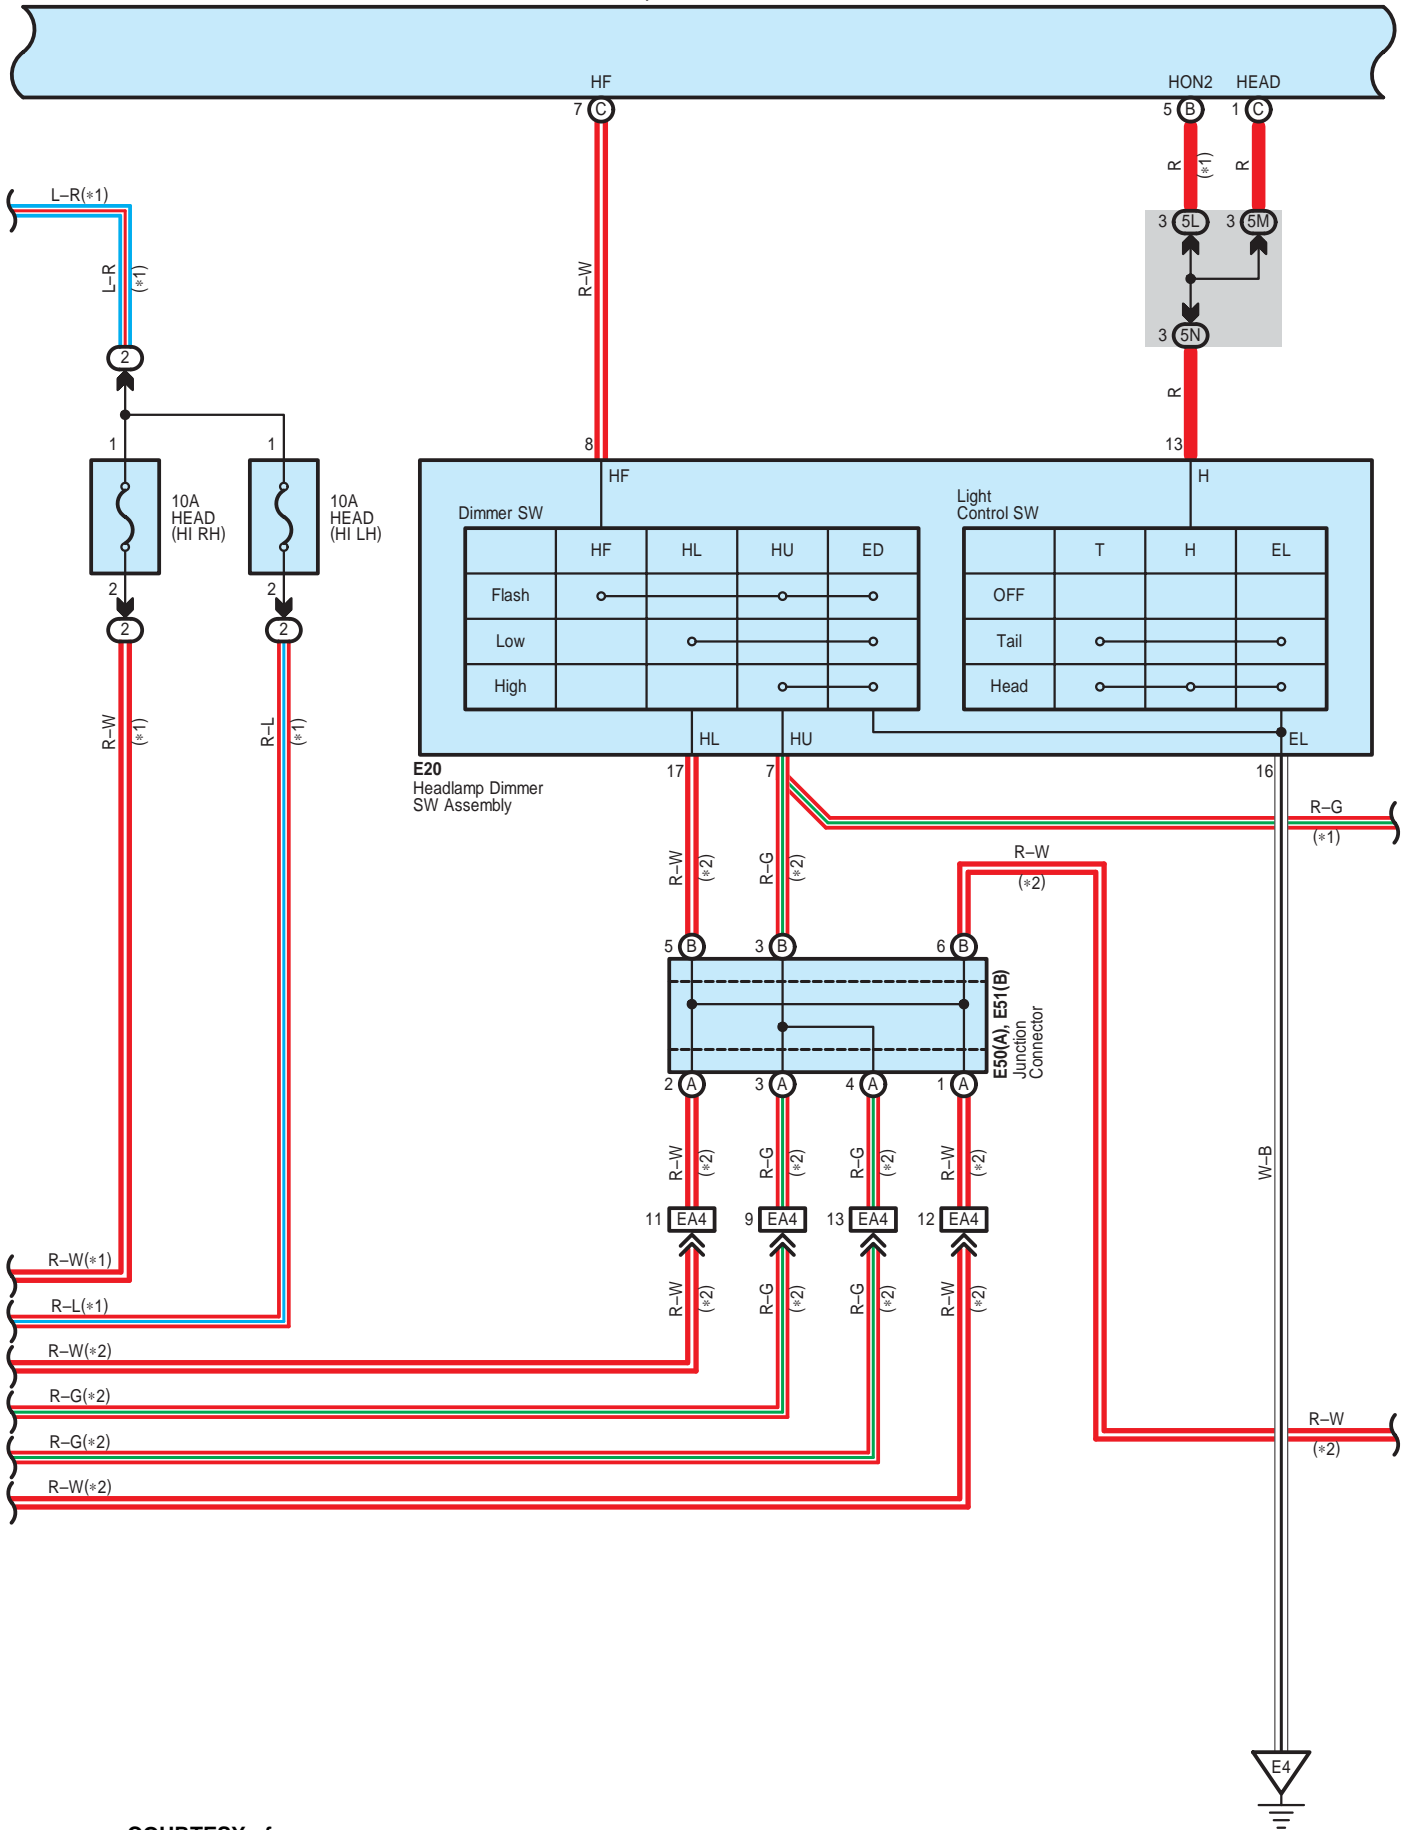 HF
HON2 HEAD
7 C
5 B
1 C
L–R(∗1)
R
(∗1)
R
3 5L
3 5M
L–R
(∗1)
R–W
3 5N
2
R
1
1
8
13
HF
H
10A
HEAD
(HI RH)
10A
HEAD
(HI LH)
Dimmer SW
Light
Control SW
HF HL HU ED
T H EL
Flash
OFF
Low
Tail
High
Head
2
2
2
2
R–W
(∗1)
R–L
(∗1)
HL
HU
EL
E20
Headlamp Dimmer
SW Assembly
17
7
16
R–G
(∗1)
R–W
(∗2)
R–G
(∗2)
R–W
(∗2)
5 B
3 B
6 B
E50(A), E51(B)
Junction
Connector
2 A
3 A
4 A
1 A
R–W
(∗2)
R–G
(∗2)
R–G
(∗2)
R–W
(∗2)
W–B
11 EA4
9 EA4
13 EA4
12 EA4
R–W(∗1)
R–W
(∗2)
R–G
(∗2)
R–G
(∗2)
R–W
(∗2)
R–L(∗1)
R–W(∗2)
R–G(∗2)
R–G(∗2)
R–W(∗2)
R–W
(∗2)
E4
COURTESY of